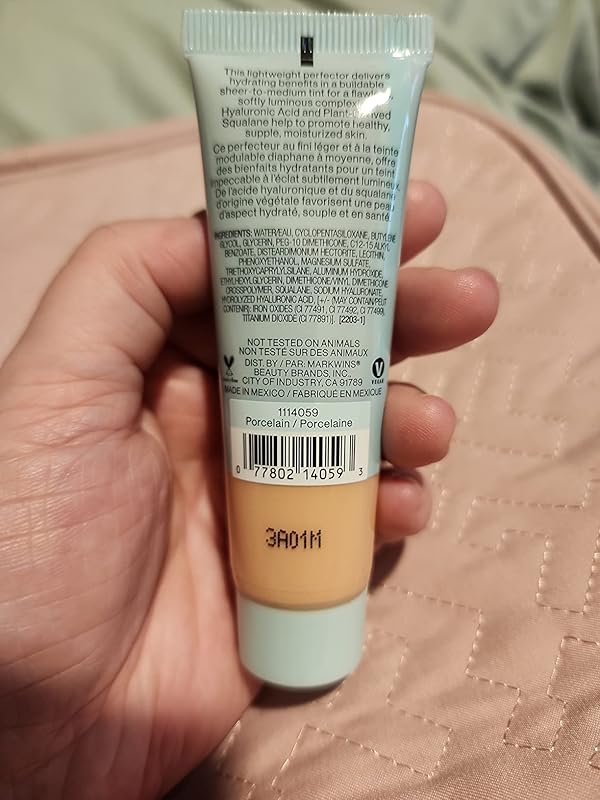 This lightweight perfector delivers
hydrating benefits in a buildable
sheer-to-medium tint for a flawless,
softly luminous complexion.
Hyaluronic Acid and Plant-Derived
Squalane help to promote healthy,
supple, moisturized skin.
Ce perfecteur au fini léger et à la teinte
modulable diaphane à moyenne, offre
des bienfaits hydratants pour un teint
impeccable à l'éclat subtilement lumineux.
De l'acide hyaluronique et du squalane
d'origine végétale favorisent une peau
d'aspect hydraté, souple et en santé.
INGREDIENTS: WATER/EAU, CYCLOPENTASILOXANE, BUTYLENE
GLYCOL, GLYCERIN, PEG-10 DIMETHICONE, C12-15 ALKYL
BENZOATE, DISTEARDIMONIUM HECTORITE, LECITHIN,
PHENOXYETHANOL, MAGNESIUM SULFATE,
TRIETHOXYCAPRYLYLSILANE, ALUMINUM HYDROXIDE,
ETHYLHEXYLGLYCERIN, DIMETHICONE/VINYL DIMETHICONE
CROSSPOLYMER, SQUALANE, SODIUM HYALURONATE,
HYDROLYZED HYALURONIC ACID, [+/- (MAY CONTAIN/PEUT
CONTENIR): IRON OXIDES (CI 77491, CI 77492, CI 77499),
TITANIUM DIOXIDE (CI 77891)]. [2203-1]
NOT TESTED ON ANIMALS
NON TESTÉ SUR DES ANIMAUX
DIST. BY / PAR: MARKWINS®
BEAUTY BRANDS, INC.
CITY OF INDUSTRY, CA 91789
MADE IN MEXICO / FABRIQUÉ EN MEXIQUE
VEGAN
1114059
Porcelain / Porcelaine
0 77802 14059 3
3A01M